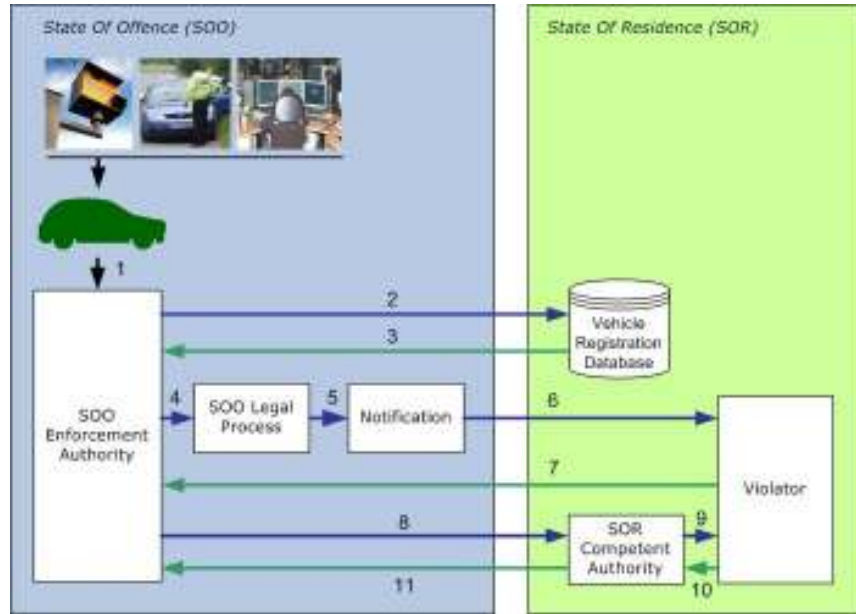 State Of Offence (SOO)
State Of Residence (SOR)
1
2
3
Vehicle
Registration
Database
4
SOO Legal
Process
5
Notification
6
SOO
Enforcement
Authority
7
Violator
8
SOR
Competent
Authority
9
10
11